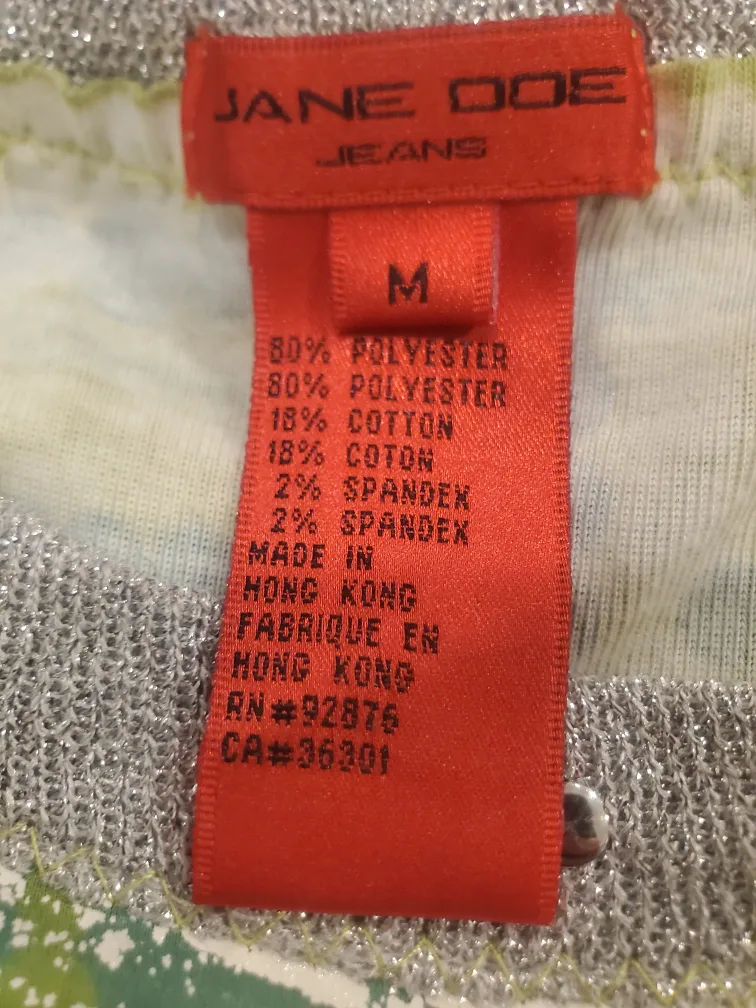 JANE DOE
JEANS
M
80% POLYESTER
80% POLYESTER
18% COTTON
18% COTON
2% SPANDEX
2% SPANDEX
MADE IN
HONG KONG
FABRIQUE EN
HONG KONG
RN#92876
CA#36301